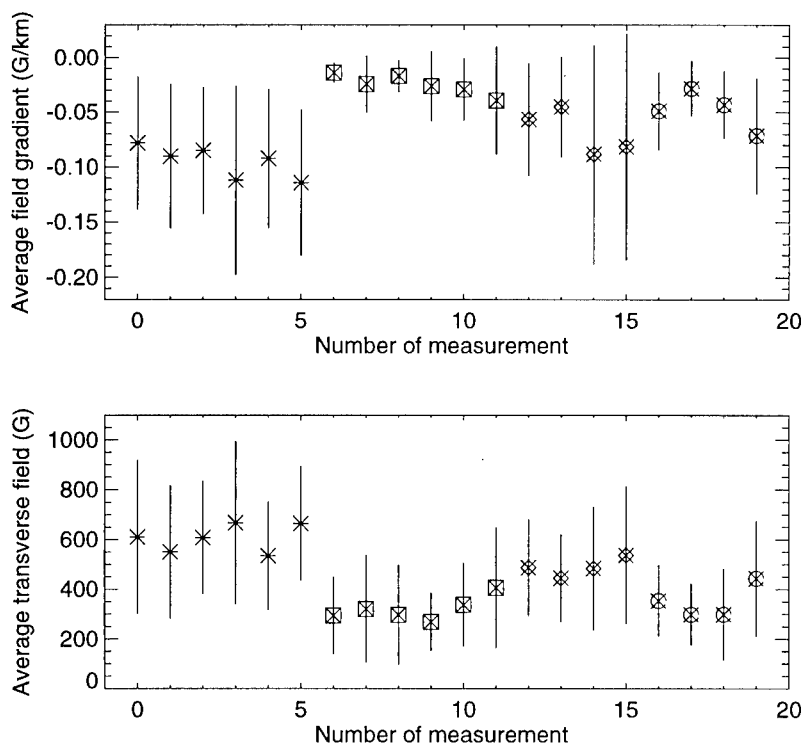 Average field gradient (G/km)
0.00
-0.05
-0.10
-0.15
-0.20
0 5 10 15 20
Number of measurement
Average transverse field (G)
1000
800
600
400
200
0
0 5 10 15 20
Number of measurement